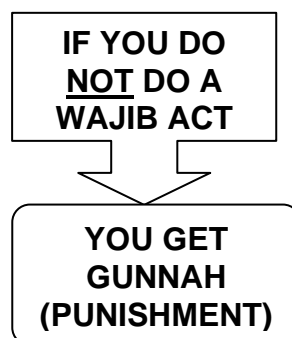 IF YOU DO
NOT DO A
WAJIB ACT
YOU GET
GUNNAH
(PUNISHMENT)